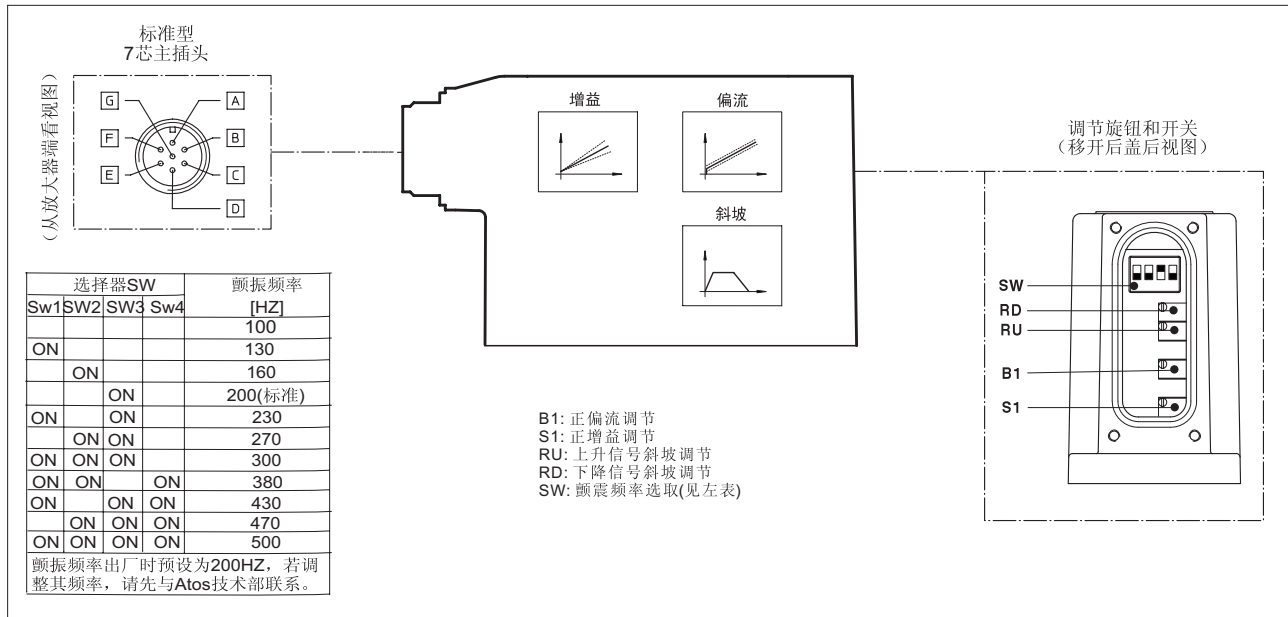 标准型
7芯主插头
（从放大器端看视图）
G
A
F
B
E
C
D
增益
偏流
斜坡
调节旋钮和开关
（移开后盖后视图）
SW
RD
RU
B1
S1
选择器SW 颤振频率
Sw1 SW2 SW3 Sw4 [HZ]
100
ON 130
ON 160
ON 200(标准)
ON ON 230
ON ON 270
ON ON ON 300
ON ON ON 380
ON ON ON 430
ON ON ON 470
ON ON ON ON 500
颤振频率出厂时预设为200HZ，若调
整其频率，请先与Atos技术部联系。
B1: 正偏流调节
S1: 正增益调节
RU: 上升信号斜坡调节
RD: 下降信号斜坡调节
SW: 颤震频率选取(见左表)